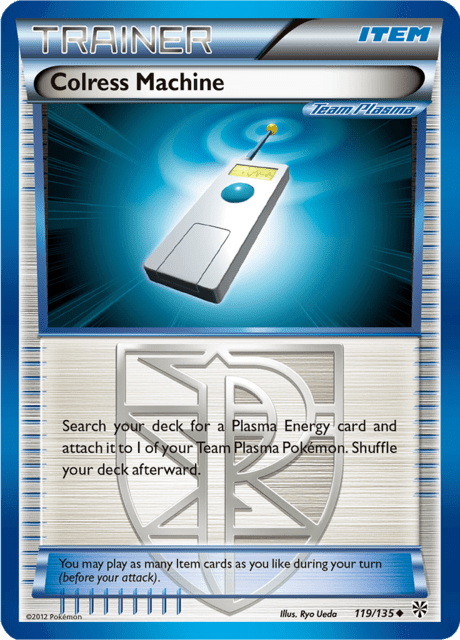 TRAINER
ITEM
Colress Machine
Team Plasma
Search your deck for a Plasma Energy card and
attach it to 1 of your Team Plasma Pokémon. Shuffle
your deck afterward.
You may play as many Item cards as you like during your turn
(before your attack).
©2012 Pokémon
Illus. Ryo Ueda
119/135